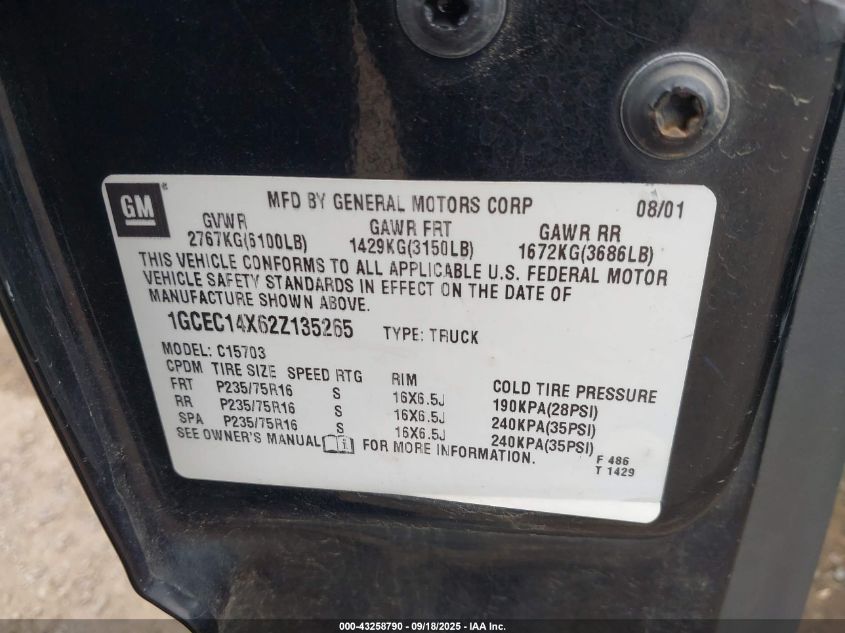 GM
MFD BY GENERAL MOTORS CORP 08/01
GVWR GAWR FRT GAWR RR
2767KG(6100LB) 1429KG(3150LB) 1672KG(3686LB)
THIS VEHICLE CONFORMS TO ALL APPLICABLE U.S. FEDERAL MOTOR
VEHICLE SAFETY STANDARDS IN EFFECT ON THE DATE OF
MANUFACTURE SHOWN ABOVE.
1GCEC14X62Z135265 TYPE: TRUCK
MODEL: C15703
CPDM TIRE SIZE SPEED RTG RIM COLD TIRE PRESSURE
FRT P235/75R16 S 16X6.5J 190KPA(28PSI)
RR P235/75R16 S 16X6.5J 240KPA(35PSI)
SPA P235/75R16 S 16X6.5J 240KPA(35PSI)
SEE OWNER'S MANUAL FOR MORE INFORMATION.
F 486
T 1429
000-43258790 - 09/18/2025 - IAA Inc.